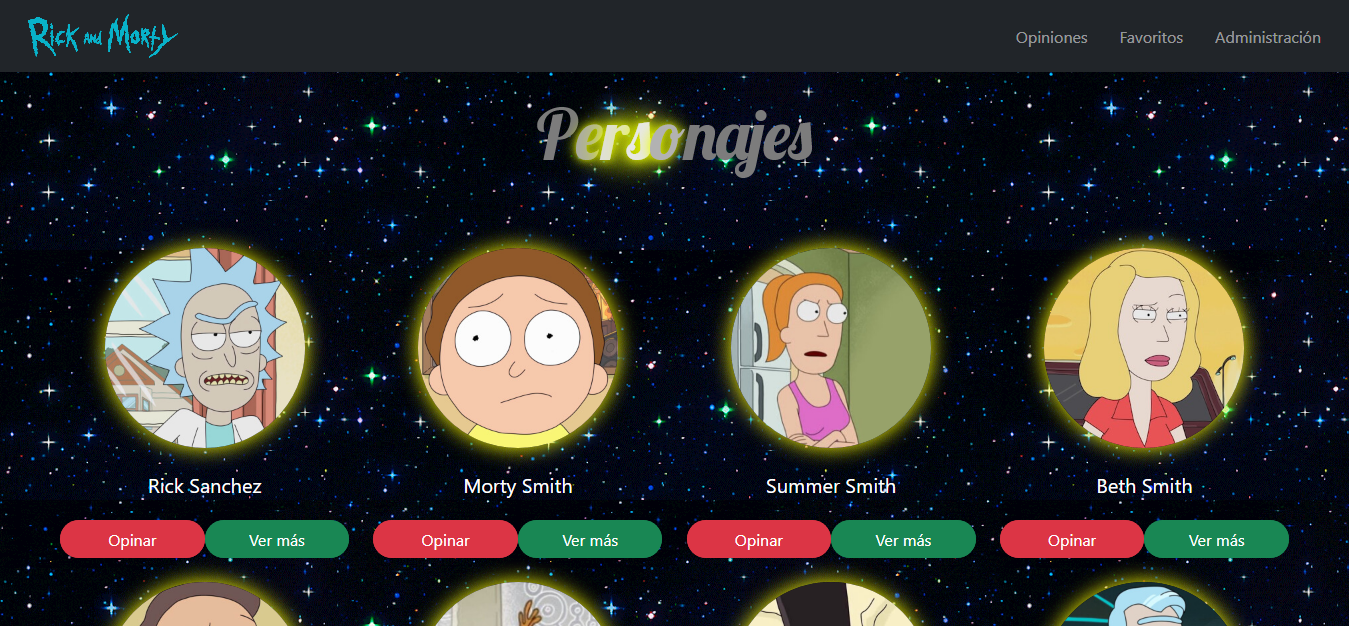 Rick and Morty
Opiniones Favoritos Administración
Personajes
Rick Sanchez Morty Smith Summer Smith Beth Smith
Opinar Ver más Opinar Ver más Opinar Ver más Opinar Ver más